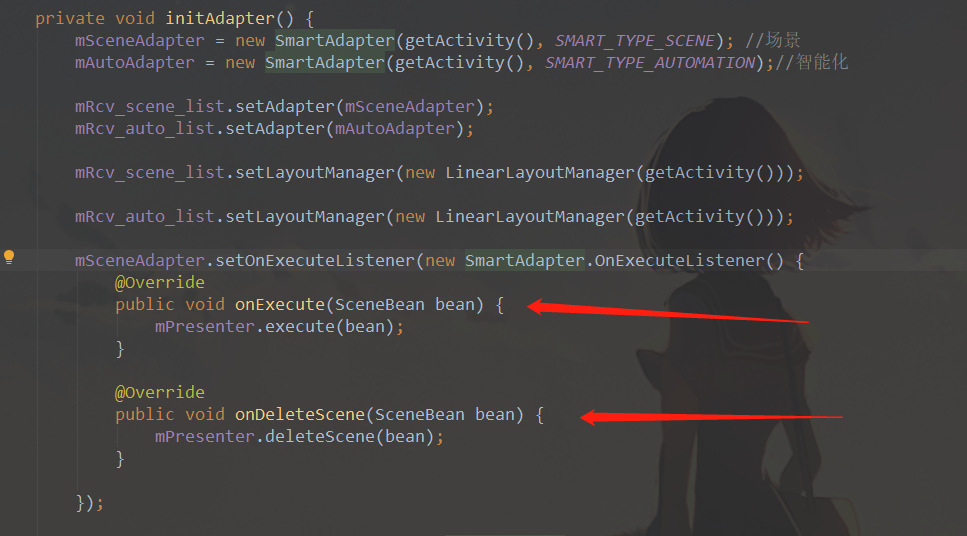 private void initAdapter() {
mSceneAdapter = new SmartAdapter(getActivity(), SMART_TYPE_SCENE); //场景
mAutoAdapter = new SmartAdapter(getActivity(), SMART_TYPE_AUTOMATION);//智能化
mRcv_scene_list.setAdapter(mSceneAdapter);
mRcv_auto_list.setAdapter(mAutoAdapter);
mRcv_scene_list.setLayoutManager(new LinearLayoutManager(getActivity()));
mRcv_auto_list.setLayoutManager(new LinearLayoutManager(getActivity()));
mSceneAdapter.setOnExecuteListener(new SmartAdapter.OnExecuteListener() {
@Override
public void onExecute(SceneBean bean) {
mPresenter.execute(bean);
}
@Override
public void onDeleteScene(SceneBean bean) {
mPresenter.deleteScene(bean);
}
});